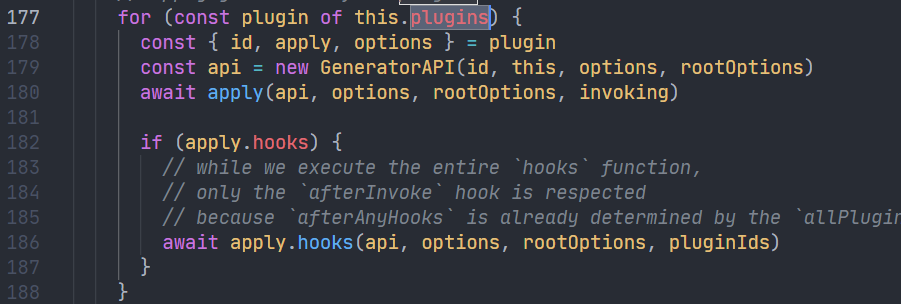 177 for (const plugin of this.plugins) {
178 const { id, apply, options } = plugin
179 const api = new GeneratorAPI(id, this, options, rootOptions)
180 await apply(api, options, rootOptions, invoking)
181
182 if (apply.hooks) {
183 // while we execute the entire `hooks` function,
184 // only the `afterInvoke` hook is respected
185 // because `afterAnyHooks` is already determined by the `allPlugin
186 await apply.hooks(api, options, rootOptions, pluginIds)
187 }
188 }